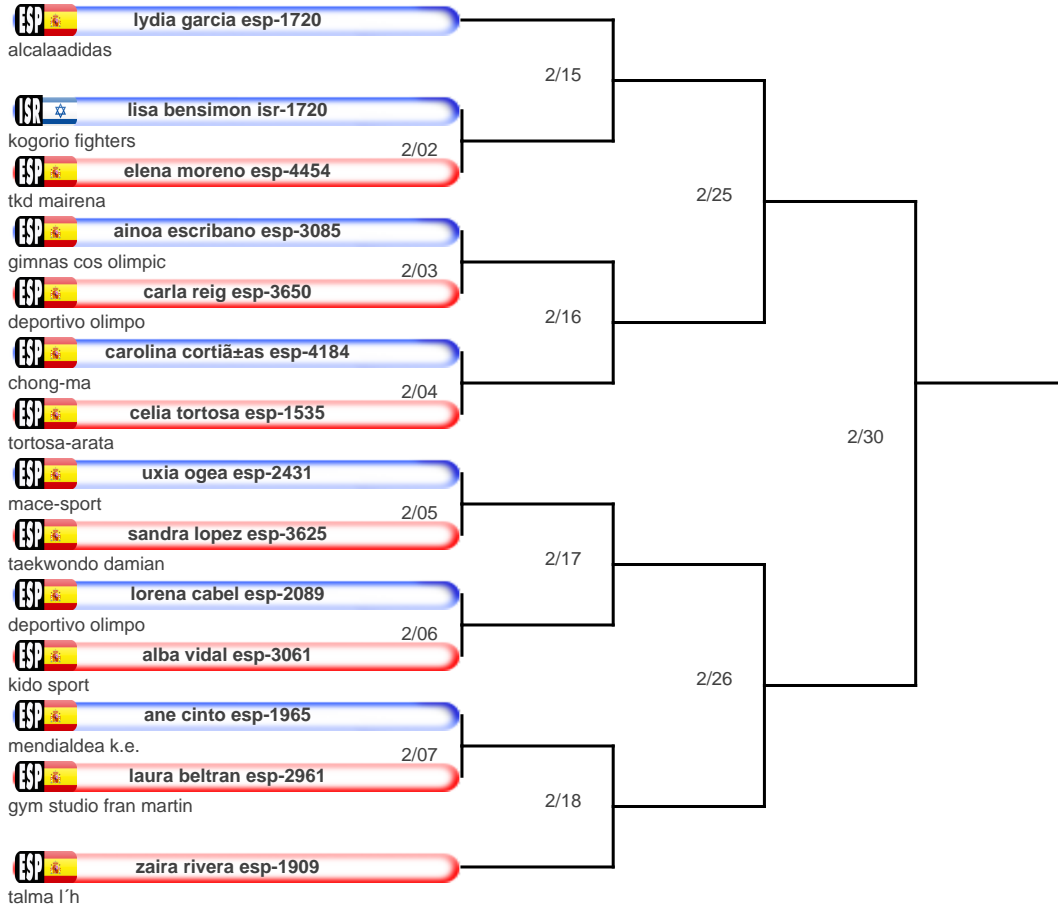 ESP lydia garcia esp-1720
alcalaadidas
2/15
ISR lisa bensimon isr-1720
kogorio fighters
2/02
ESP elena moreno esp-4454
tkd mairena
2/25
ESP ainoa escribano esp-3085
gimnas cos olimpic
2/03
ESP carla reig esp-3650
deportivo olimpo
2/16
ESP carolina cortiã±as esp-4184
chong-ma
2/04
ESP celia tortosa esp-1535
tortosa-arata
2/30
ESP uxia ogea esp-2431
mace-sport
2/05
ESP sandra lopez esp-3625
taekwondo damian
2/17
ESP lorena cabel esp-2089
deportivo olimpo
2/06
ESP alba vidal esp-3061
kido sport
2/26
ESP ane cinto esp-1965
mendialdea k.e.
2/07
ESP laura beltran esp-2961
gym studio fran martin
2/18
ESP zaira rivera esp-1909
talma l´h